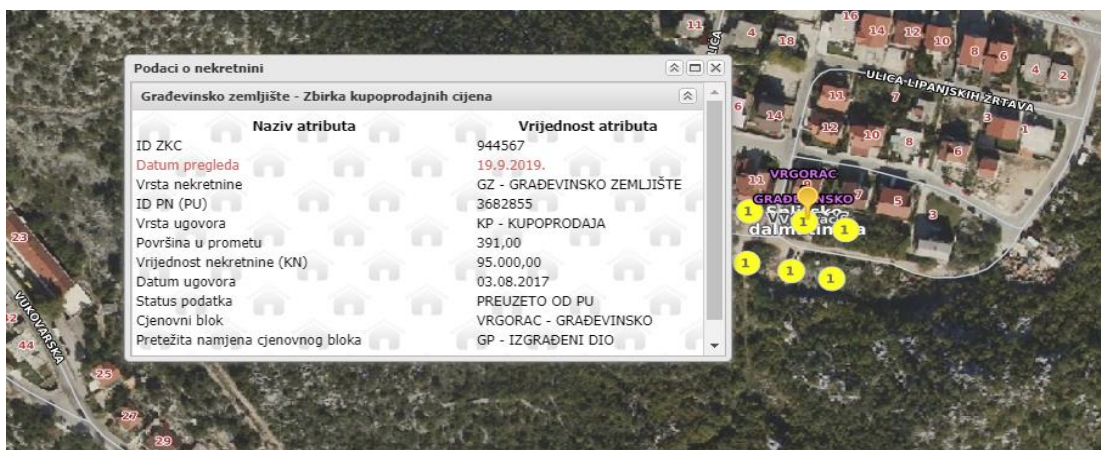 Podaci o nekretnini
Građevinsko zemljište - Zbirka kupoprodajnih cijena
Naziv atributa Vrijednost atributa
ID ZKC 944567
Datum pregleda 19.9.2019.
Vrsta nekretnine GZ - GRAĐEVINSKO ZEMLJIŠTE
ID PN (PU) 3682855
Vrsta ugovora KP - KUPOPRODAJA
Površina u prometu 391,00
Vrijednost nekretnine (KN) 95.000,00
Datum ugovora 03.08.2017
Status podatka PREUZETO OD PU
Cjenovni blok VRGORAC - GRAĐEVINSKO
Pretežita namjena cjenovnog bloka GP - IZGRAĐENI DIO
11
4
18
16
14
12
10
8
6
4
2
ULICA LIPANJSKIH ŽRTAVA
6
14
11
7
3
1
12
10
8
6
VRGORAC
11
9
7
5
3
1
1
1
1
1
1
23
VUKOVARSKA
44
25
27
29